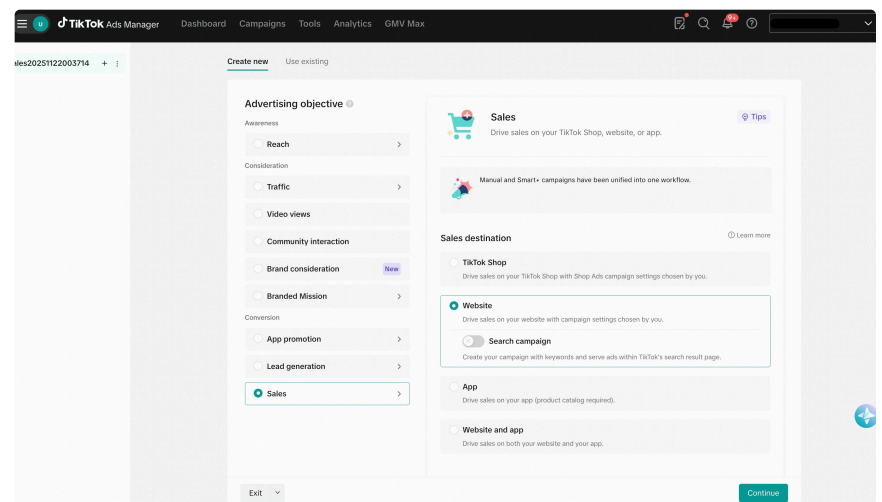 U
TikTok Ads Manager
Dashboard
Campaigns
Tools
Analytics
GMV Max
9+
ales20251122003714
Create new
Use existing
Advertising objective
Awareness
Reach
Consideration
Traffic
Video views
Community interaction
Brand consideration
New
Branded Mission
Conversion
App promotion
Lead generation
Sales
Sales
Drive sales on your TikTok Shop, website, or app.
Tips
Manual and Smart+ campaigns have been unified into one workflow.
Sales destination
Learn more
TikTok Shop
Drive sales on your TikTok Shop with Shop Ads campaign settings chosen by you.
Website
Drive sales on your website with campaign settings chosen by you.
Search campaign
Create your campaign with keywords and serve ads within TikTok's search result page.
App
Drive sales on your app (product catalog required).
Website and app
Drive sales on both your website and your app.
Exit
Continue